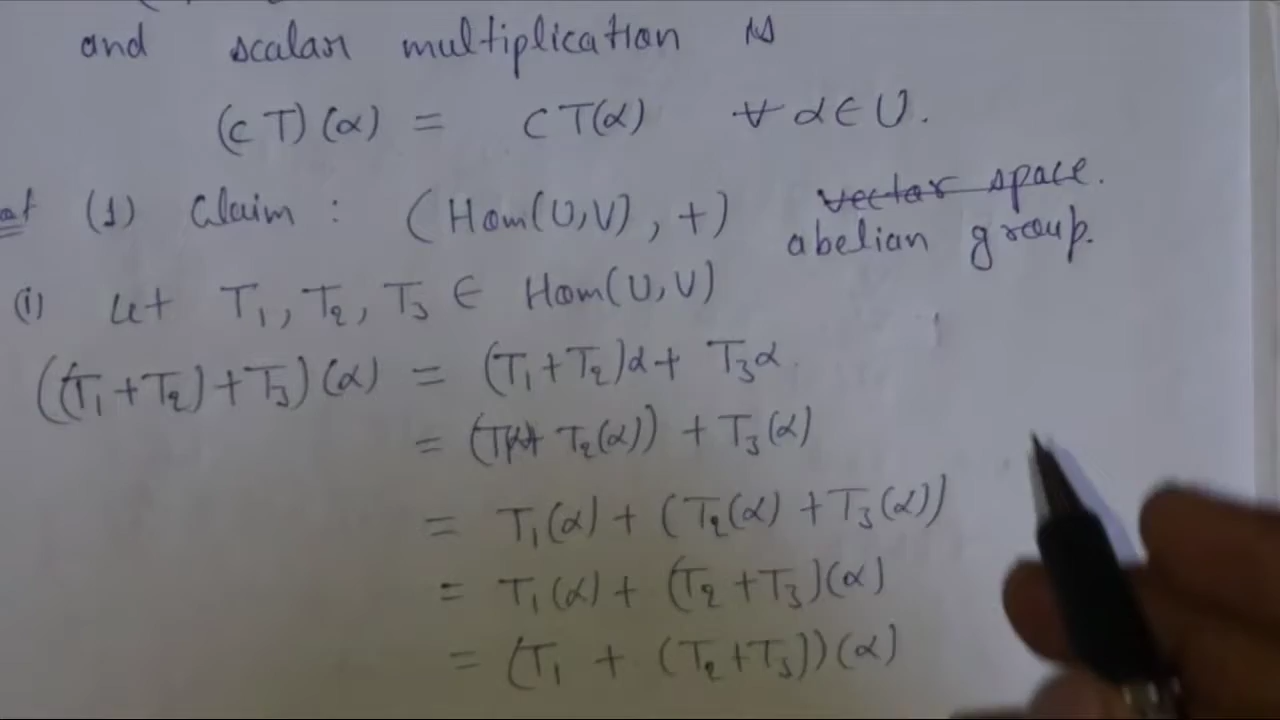 and scalar multiplication is
(cT)(α) = cT(α) ∀ α∈U.
(1) Claim : (Hom(U,V), +) vector space.
abelian group.
(i) Let T₁, T₂, T₃ ∈ Hom(U,V)
((T₁+T₂)+T₃)(α) = (T₁+T₂)α + T₃α
= (T₁(α)+ T₂(α)) + T₃(α)
= T₁(α) + (T₂(α) + T₃(α))
= T₁(α) + (T₂ + T₃)(α)
= (T₁ + (T₂+T₃))(α)